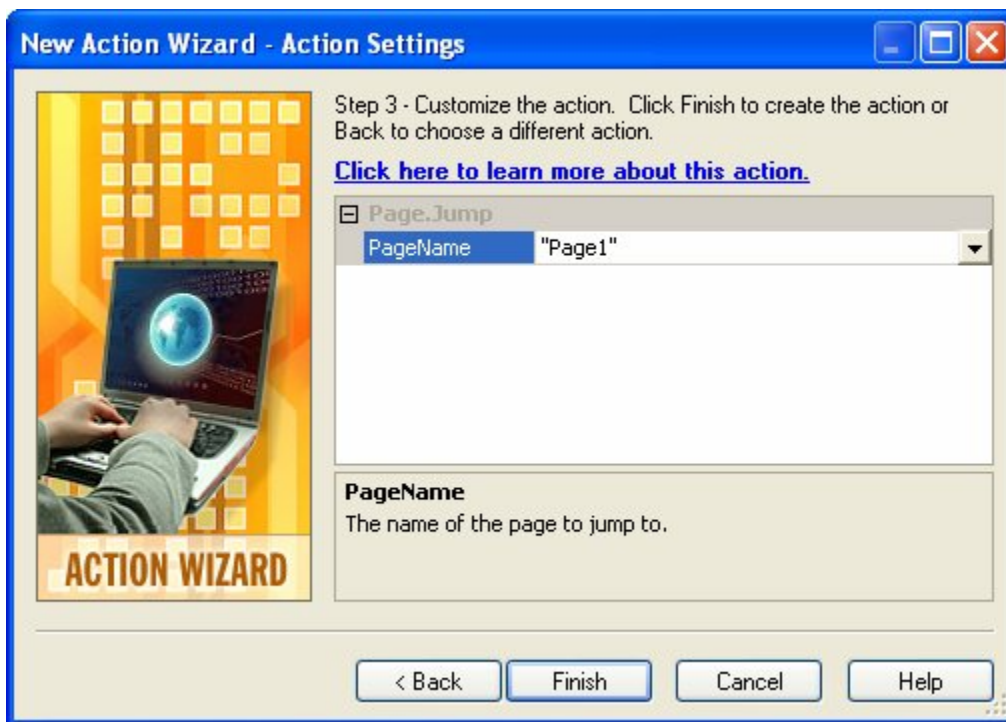 New Action Wizard - Action Settings
Step 3 - Customize the action. Click Finish to create the action or
Back to choose a different action.
Click here to learn more about this action.
Page.Jump
PageName "Page1"
PageName
The name of the page to jump to.
ACTION WIZARD
< Back Finish Cancel Help